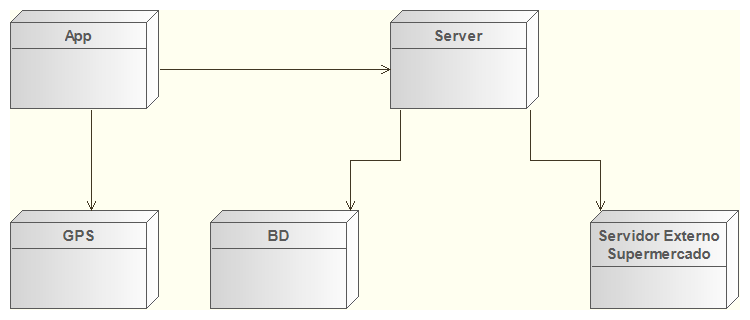 App
Server
GPS
BD
Servidor Externo
Supermercado